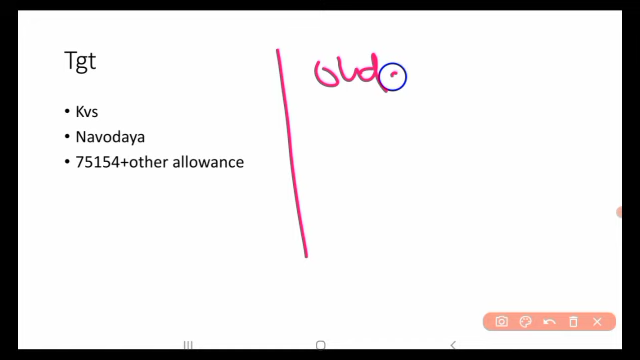 Tgt
• Kvs
• Navodaya
• 75154+other allowance